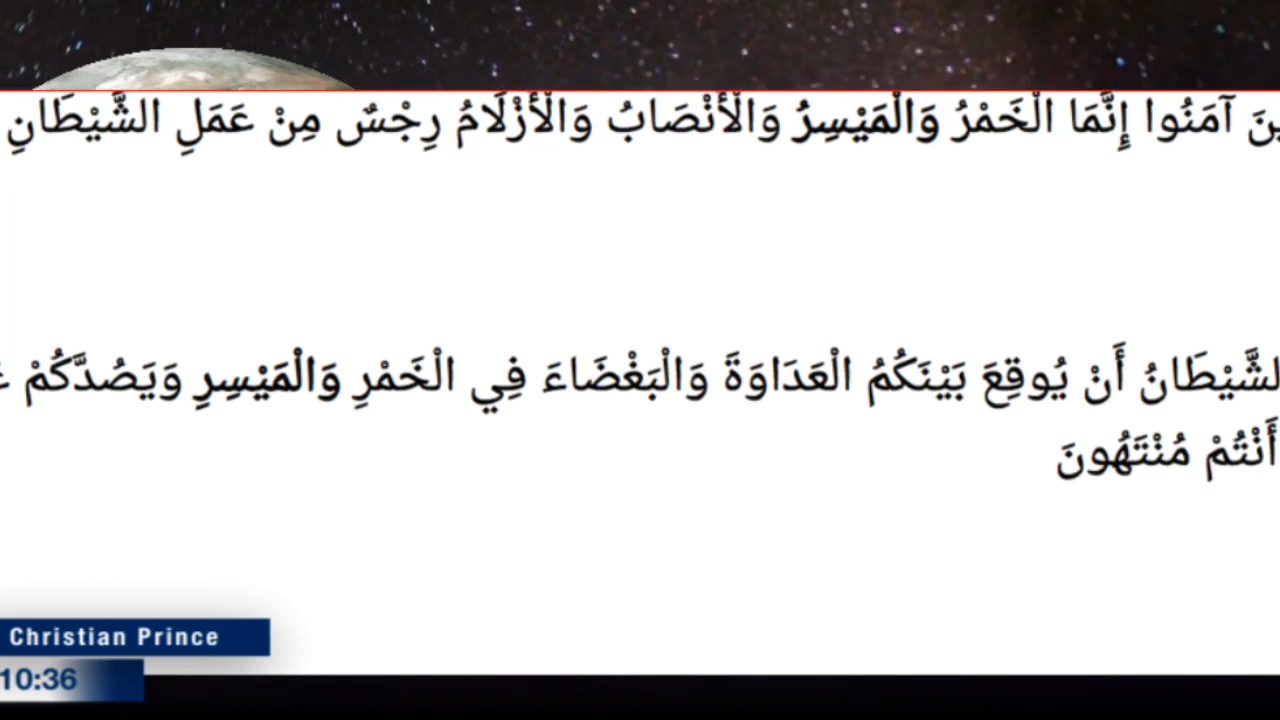 آمَنُوا إِنَّمَا الْخَمْرُ وَالْمَيْسِرُ وَالْأَنْصَابُ وَالْأَزْلَامُ رِجْسٌ مِنْ عَمَلِ الشَّيْطَانِ
الشَّيْطَانُ أَنْ يُوقِعَ بَيْنَكُمُ الْعَدَاوَةَ وَالْبَغْضَاءَ فِي الْخَمْرِ وَالْمَيْسِرِ وَيَصُدَّكُمْ
أَنْتُمْ مُنْتَهُونَ
Christian Prince
10:36